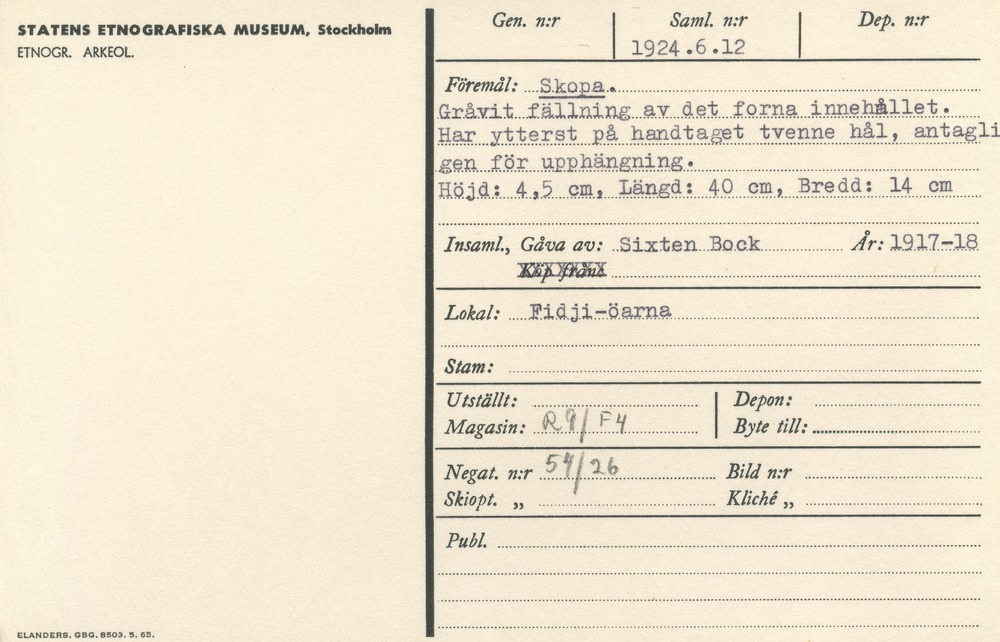 STATENS ETNOGRAFISKA MUSEUM, Stockholm
ETNOGR. ARKEOL.
Gen. n:r
Saml. n:r
1924.6.12
Dep. n:r
Föremål: Skopa.
Gråvit fällning av det forna innehållet.
Har ytterst på handtaget tvenne hål, antagli
gen för upphängning.
Höjd: 4,5 cm, Längd: 40 cm, Bredd: 14 cm
Insaml., Gåva av: Sixten Bock År: 1917-18
Köp från:
Lokal: Fidji-öarna
Stam:
Utställt:
Depon:
Magasin: R9/F4
Byte till:
Negat. n:r 54/26
Bild n:r
Skiopt. „
Kliché „
Publ.
ELANDERS. GBG. 8503. 5. 65.